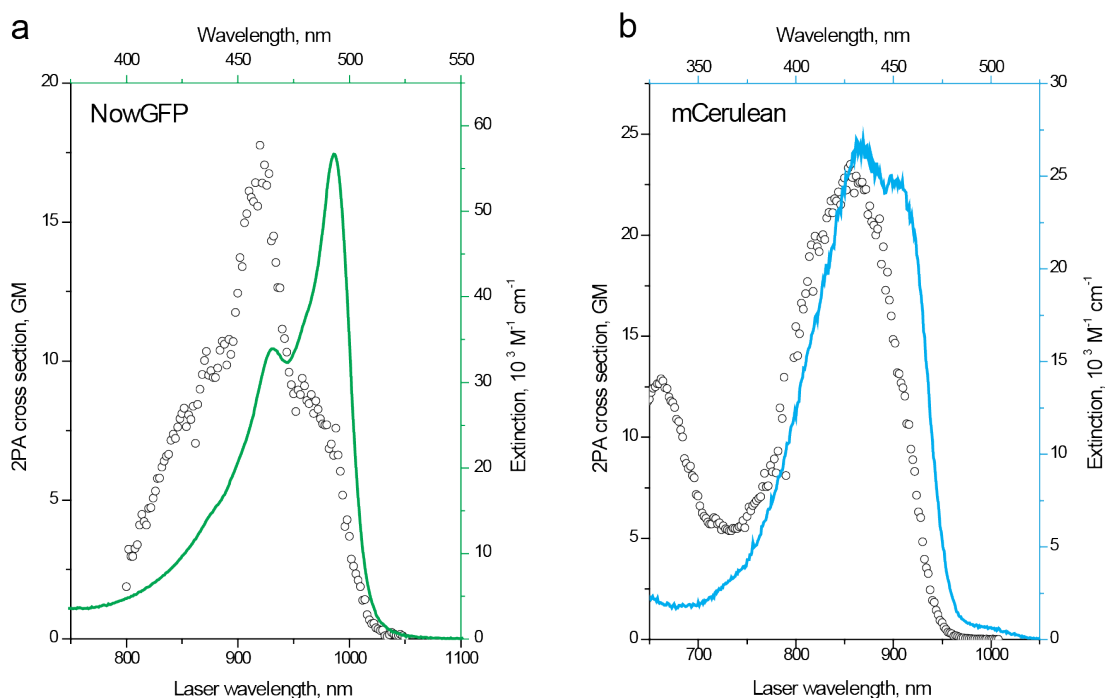 a
Wavelength, nm
400 450 500 550
20
15
10
5
0
2PA cross section, GM
NowGFP
60
50
40
30
20
10
0
Extinction, 10³ M⁻¹ cm⁻¹
800 900 1000 1100
Laser wavelength, nm
b
Wavelength, nm
350 400 450 500
25
20
15
10
5
0
2PA cross section, GM
mCerulean
30
25
20
15
10
5
0
Extinction, 10³ M⁻¹ cm⁻¹
700 800 900 1000
Laser wavelength, nm